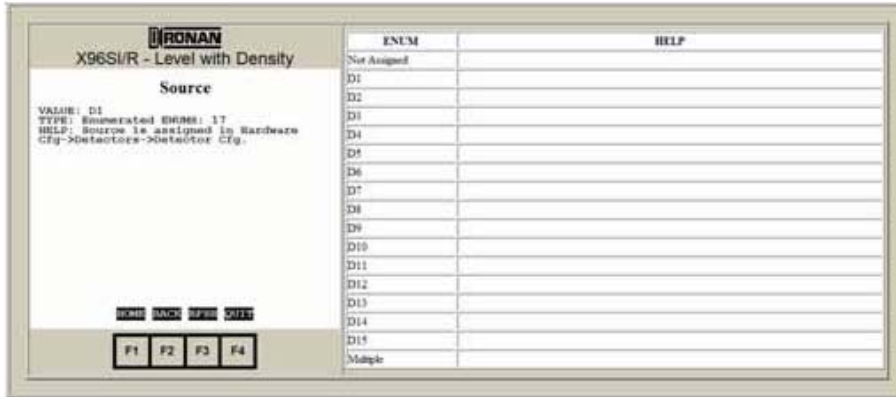 RONAN
X96SI/R - Level with Density
Source
VALUE: D1
TYPE: Enumerated ENUMS: 17
HELP: Source is assigned in Hardware
Cfg->Detectors->Detector Cfg.
HOME BACK RFSH QUIT
F1 F2 F3 F4
ENUM HELP
Not Assigned
D1
D2
D3
D4
D5
D6
D7
D8
D9
D10
D11
D12
D13
D14
D15
Multiple